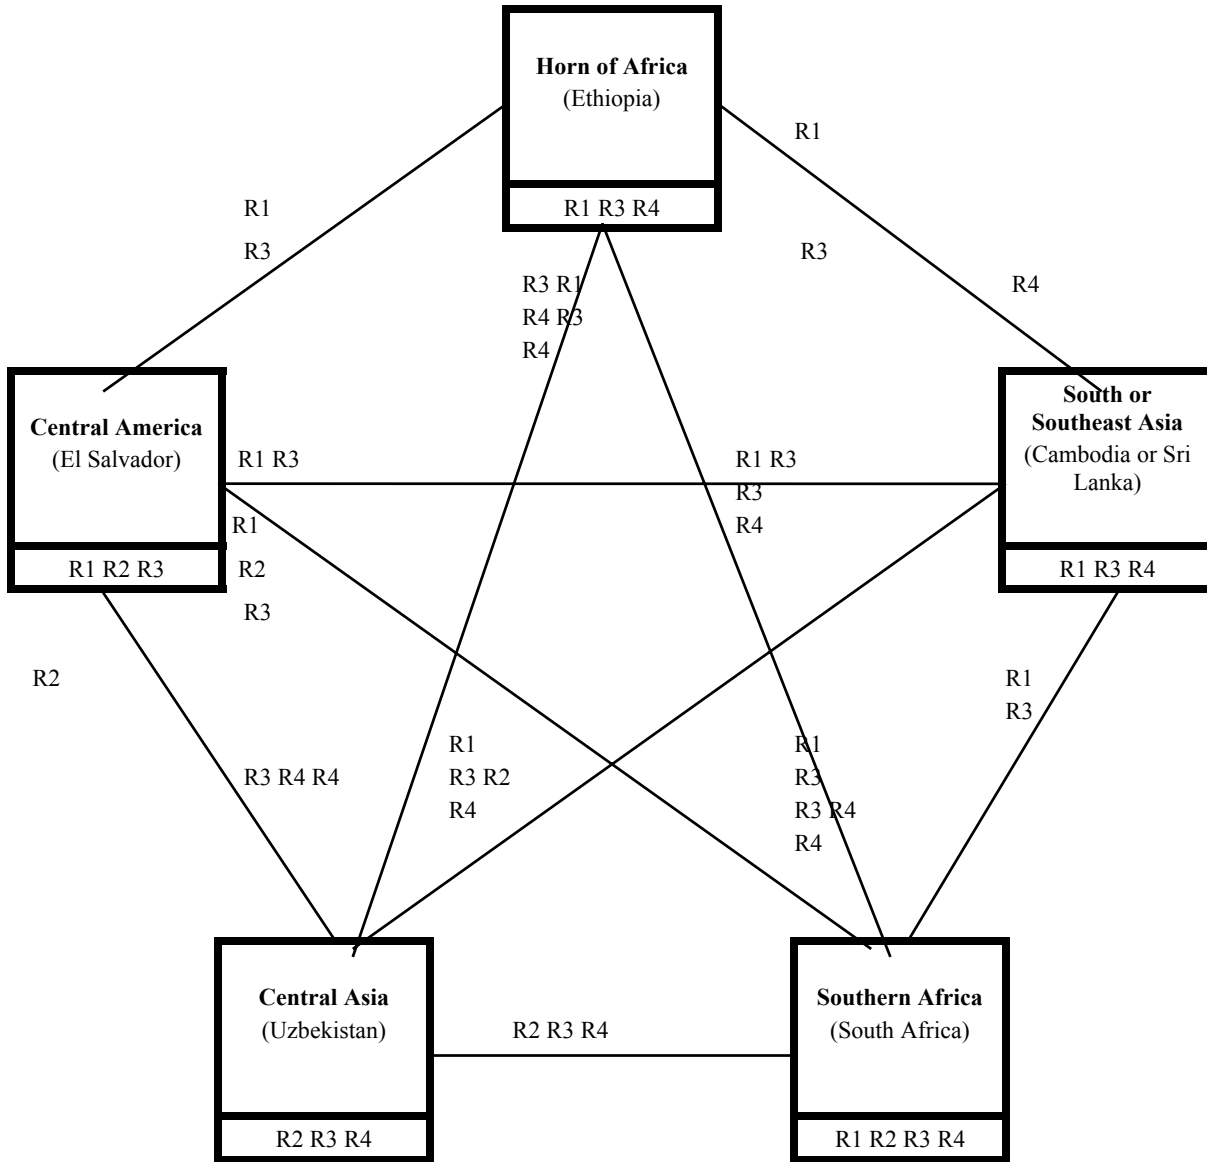 Horn of Africa
(Ethiopia)
R1
R1
R1 R3 R4
R3
R3
R3 R1
R4
R4 R3
R4
South or
Central America
Southeast Asia
(El Salvador)
R1 R3
R1 R3
(Cambodia or Sri
Lanka)
R3
R1
R4
R1 R2 R3
R2
R1 R3 R4
R3
R2
R1
R3
R1
R1
R3 R4 R4
R3 R2
R3
R4
R3 R4
R4
Central Asia
Southern Africa
(Uzbekistan)
R2 R3 R4
(South Africa)
R2 R3 R4
R1 R2 R3 R4